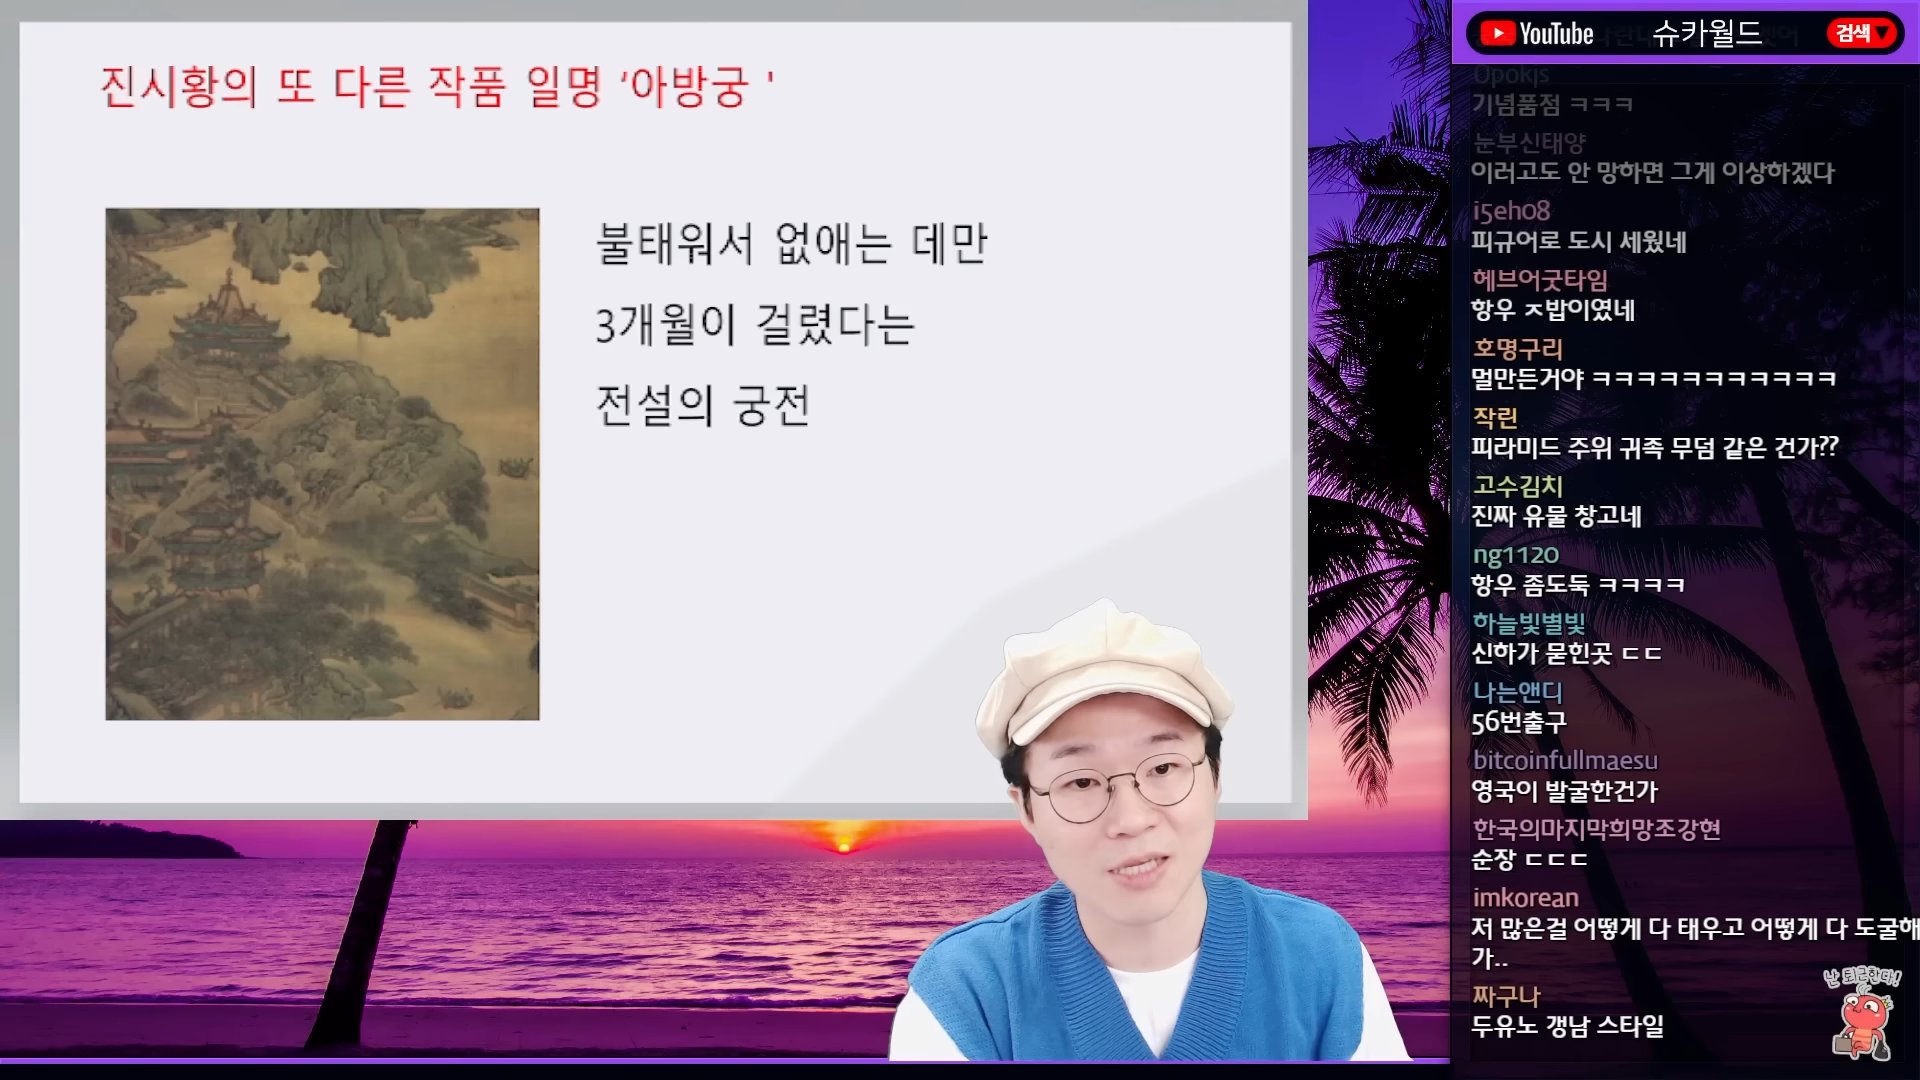 진시황의 또 다른 작품 일명 ‘아방궁 '
불태워서 없애는 데만
3개월이 걸렸다는
전설의 궁전
YouTube 슈카월드 검색▼
Opokjs
기념품점 ㅋㅋㅋ
눈부신태양
이러고도 안 망하면 그게 이상하겠다
i5eho8
피규어로 도시 세웠네
헤브어굿타임
항우 ㅈ밥이였네
호명구리
멀만든거야 ㅋㅋㅋㅋㅋㅋㅋㅋㅋㅋㅋ
작린
피라미드 주위 귀족 무덤 같은 건가??
고수김치
진짜 유물 창고네
ng1120
항우 좀도둑 ㅋㅋㅋㅋ
하늘빛별빛
신하가 묻힌곳 ㄷㄷ
나는앤디
56번출구
bitcoinfullmaesu
영국이 발굴한건가
한국의마지막희망조강현
순장 ㄷㄷㄷ
imkorean
저 많은걸 어떻게 다 태우고 어떻게 다 도굴해
가..
짜구나
두유노 갱남 스타일
난 퇴근한다!